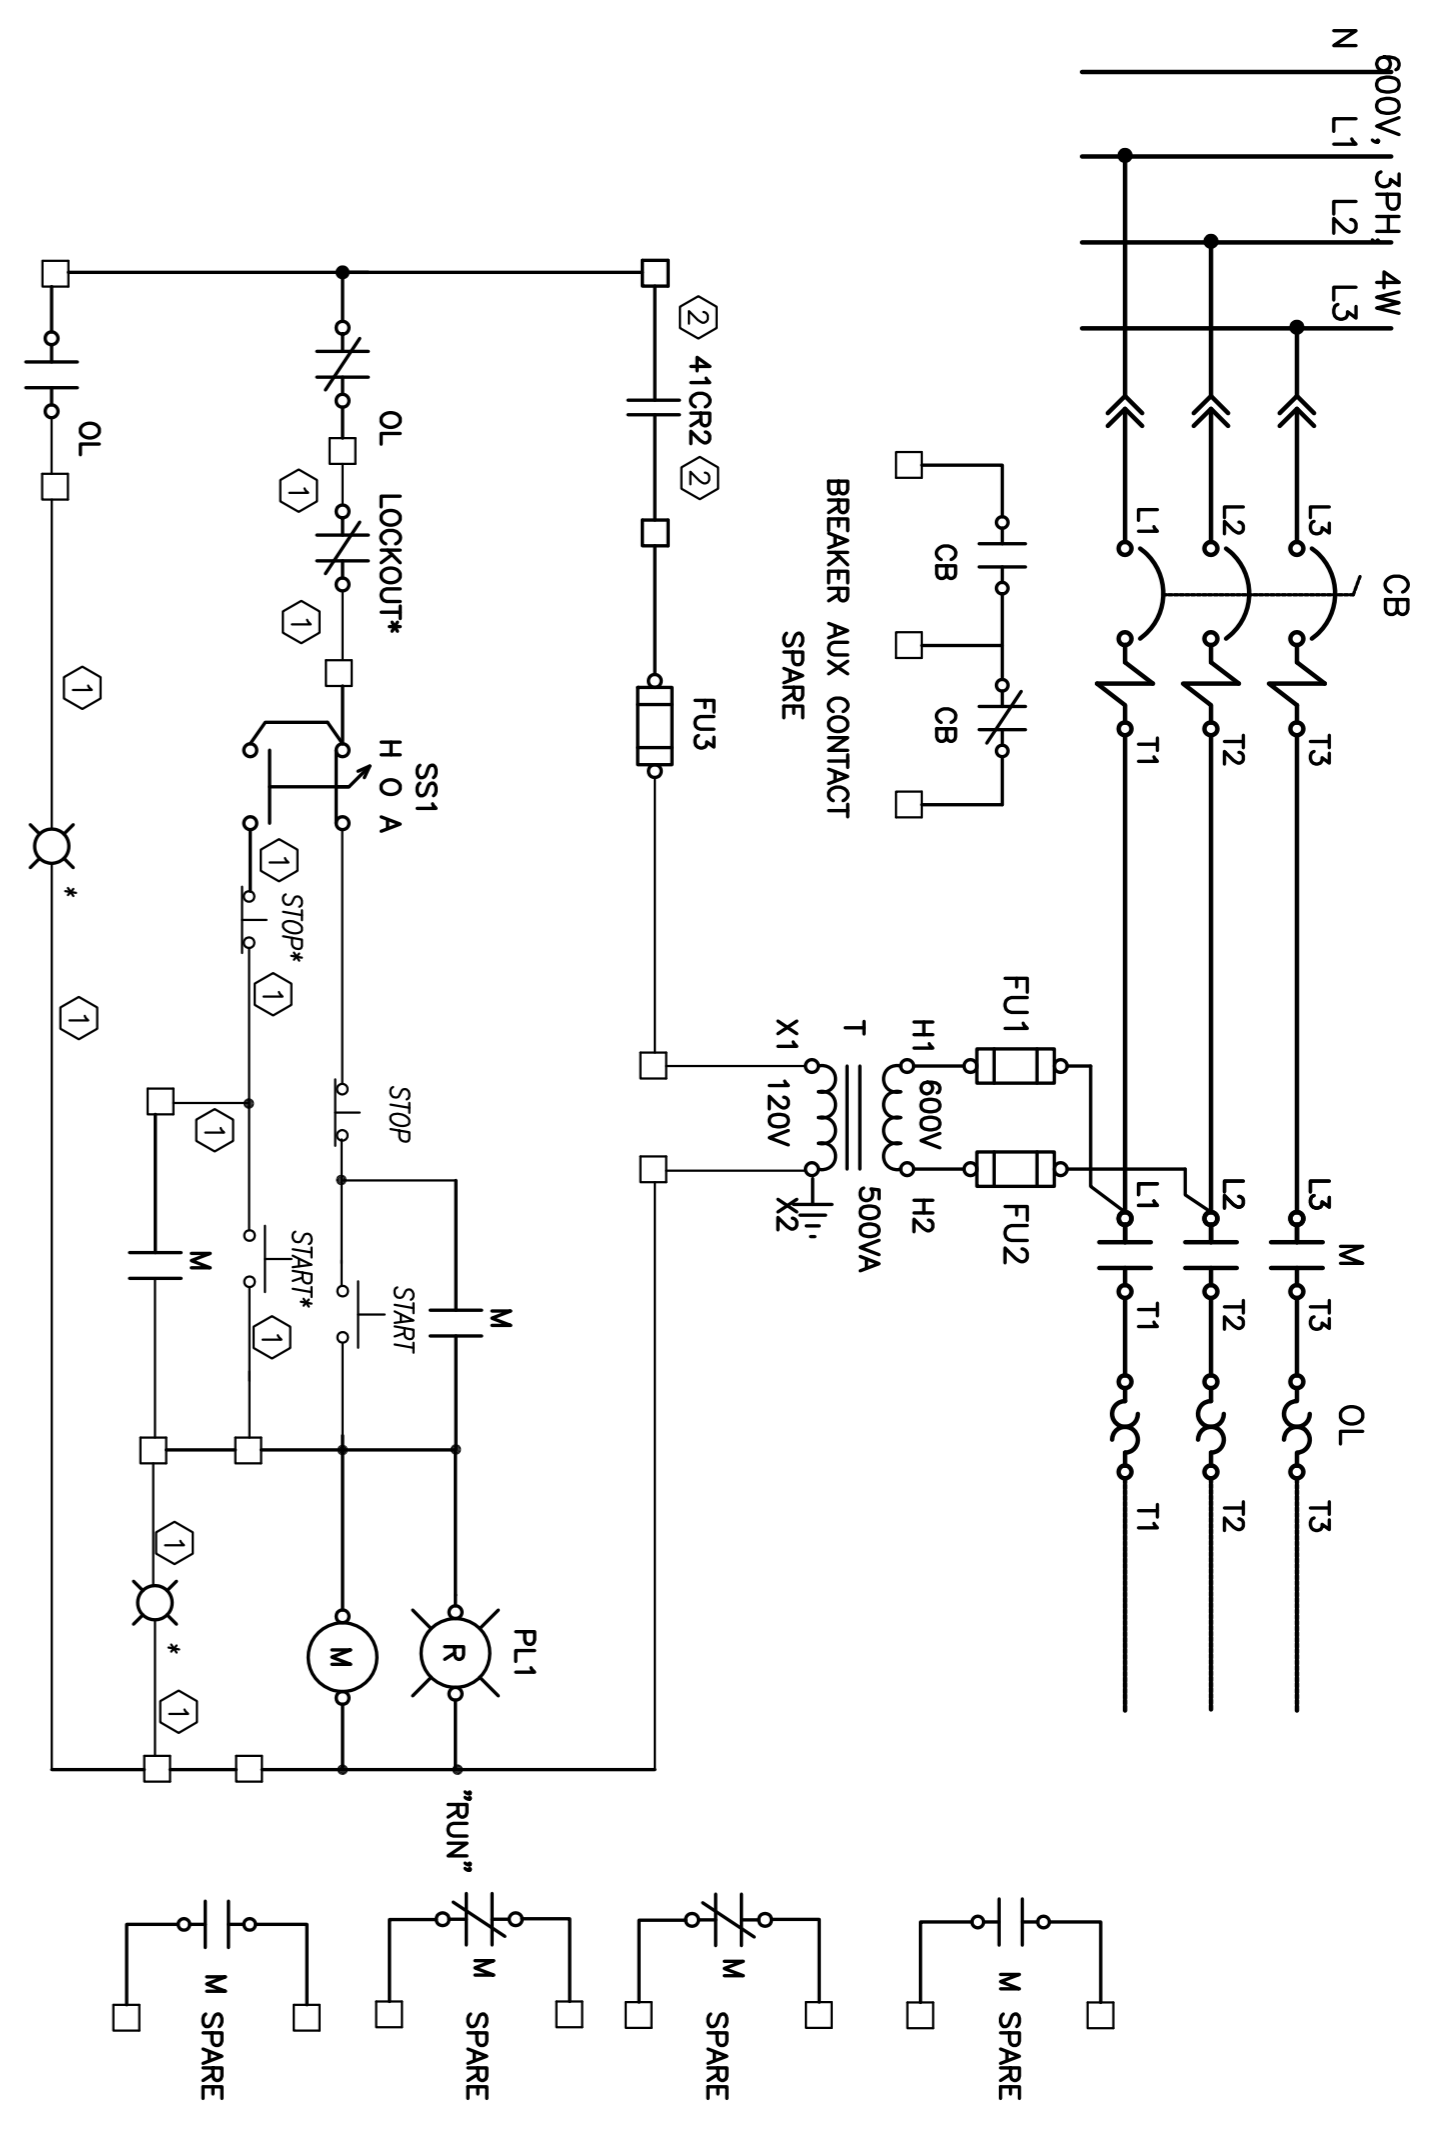 600V, 3PH, 4W
N
L1
L2
L3
CB
L3
T3
L2
T2
L1
T1
M
L3
T3
L2
T2
L1
T1
OL
T3
T2
T1
CB
CB
BREAKER AUX CONTACT
SPARE
FU1
FU2
H1
600V
H2
T
500VA
X1
120V
X2
2
41CR2
2
FU3
SS1
OL
1
LOCKOUT*
1
H O A
1
STOP*
1
STOP
M
START
START*
1
1
M
PL1
R
M
"RUN"
1
*
1
OL
1
*
1
M SPARE
M SPARE
M SPARE
M SPARE